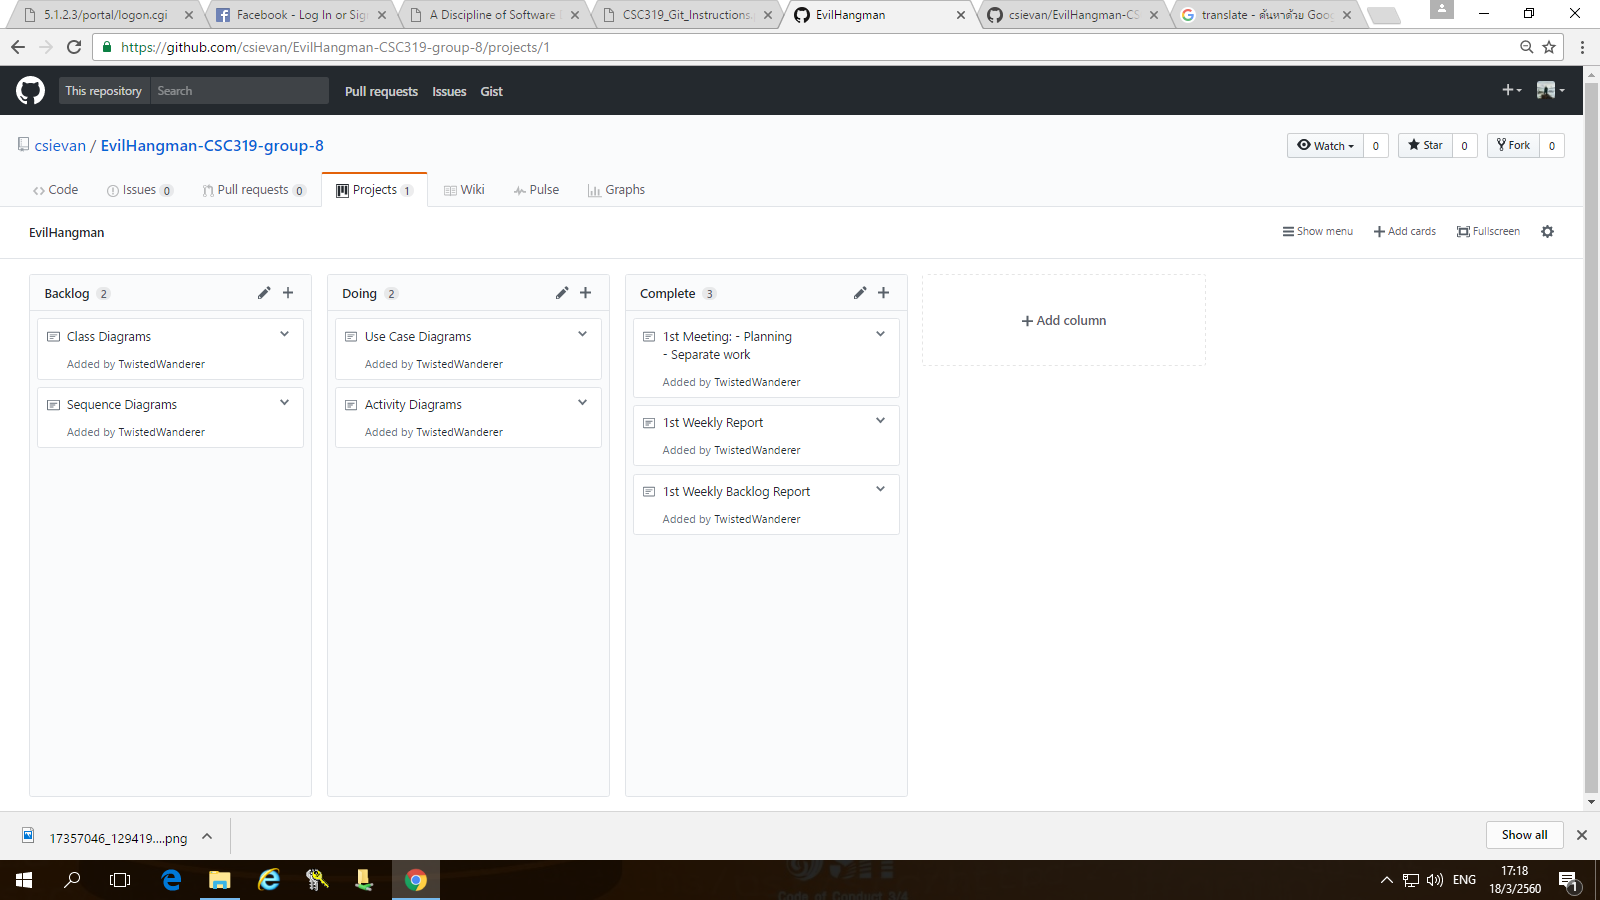 5.1.2.3/portal/logon.cgi
Facebook - Log In or Sig
A Discipline of Software
CSC319_Git_Instructions.
EvilHangman
csievan/EvilHangman-CS
translate - ค้นหาด้วย Goo
https://github.com/csievan/EvilHangman-CSC319-group-8/projects/1
This repository
Search
Pull requests
Issues
Gist
csievan / EvilHangman-CSC319-group-8
Watch
0
Star
0
Fork
0
Code
Issues 0
Pull requests 0
Projects 1
Wiki
Pulse
Graphs
EvilHangman
Show menu
Add cards
Fullscreen
Backlog 2
Class Diagrams
Added by TwistedWanderer
Sequence Diagrams
Added by TwistedWanderer
Doing 2
Use Case Diagrams
Added by TwistedWanderer
Activity Diagrams
Added by TwistedWanderer
Complete 3
1st Meeting: - Planning
- Separate work
Added by TwistedWanderer
1st Weekly Report
Added by TwistedWanderer
1st Weekly Backlog Report
Added by TwistedWanderer
Add column
17357046_129419....png
Show all
Code of Conduct 3/4
ENG
17:18
18/3/2560
1